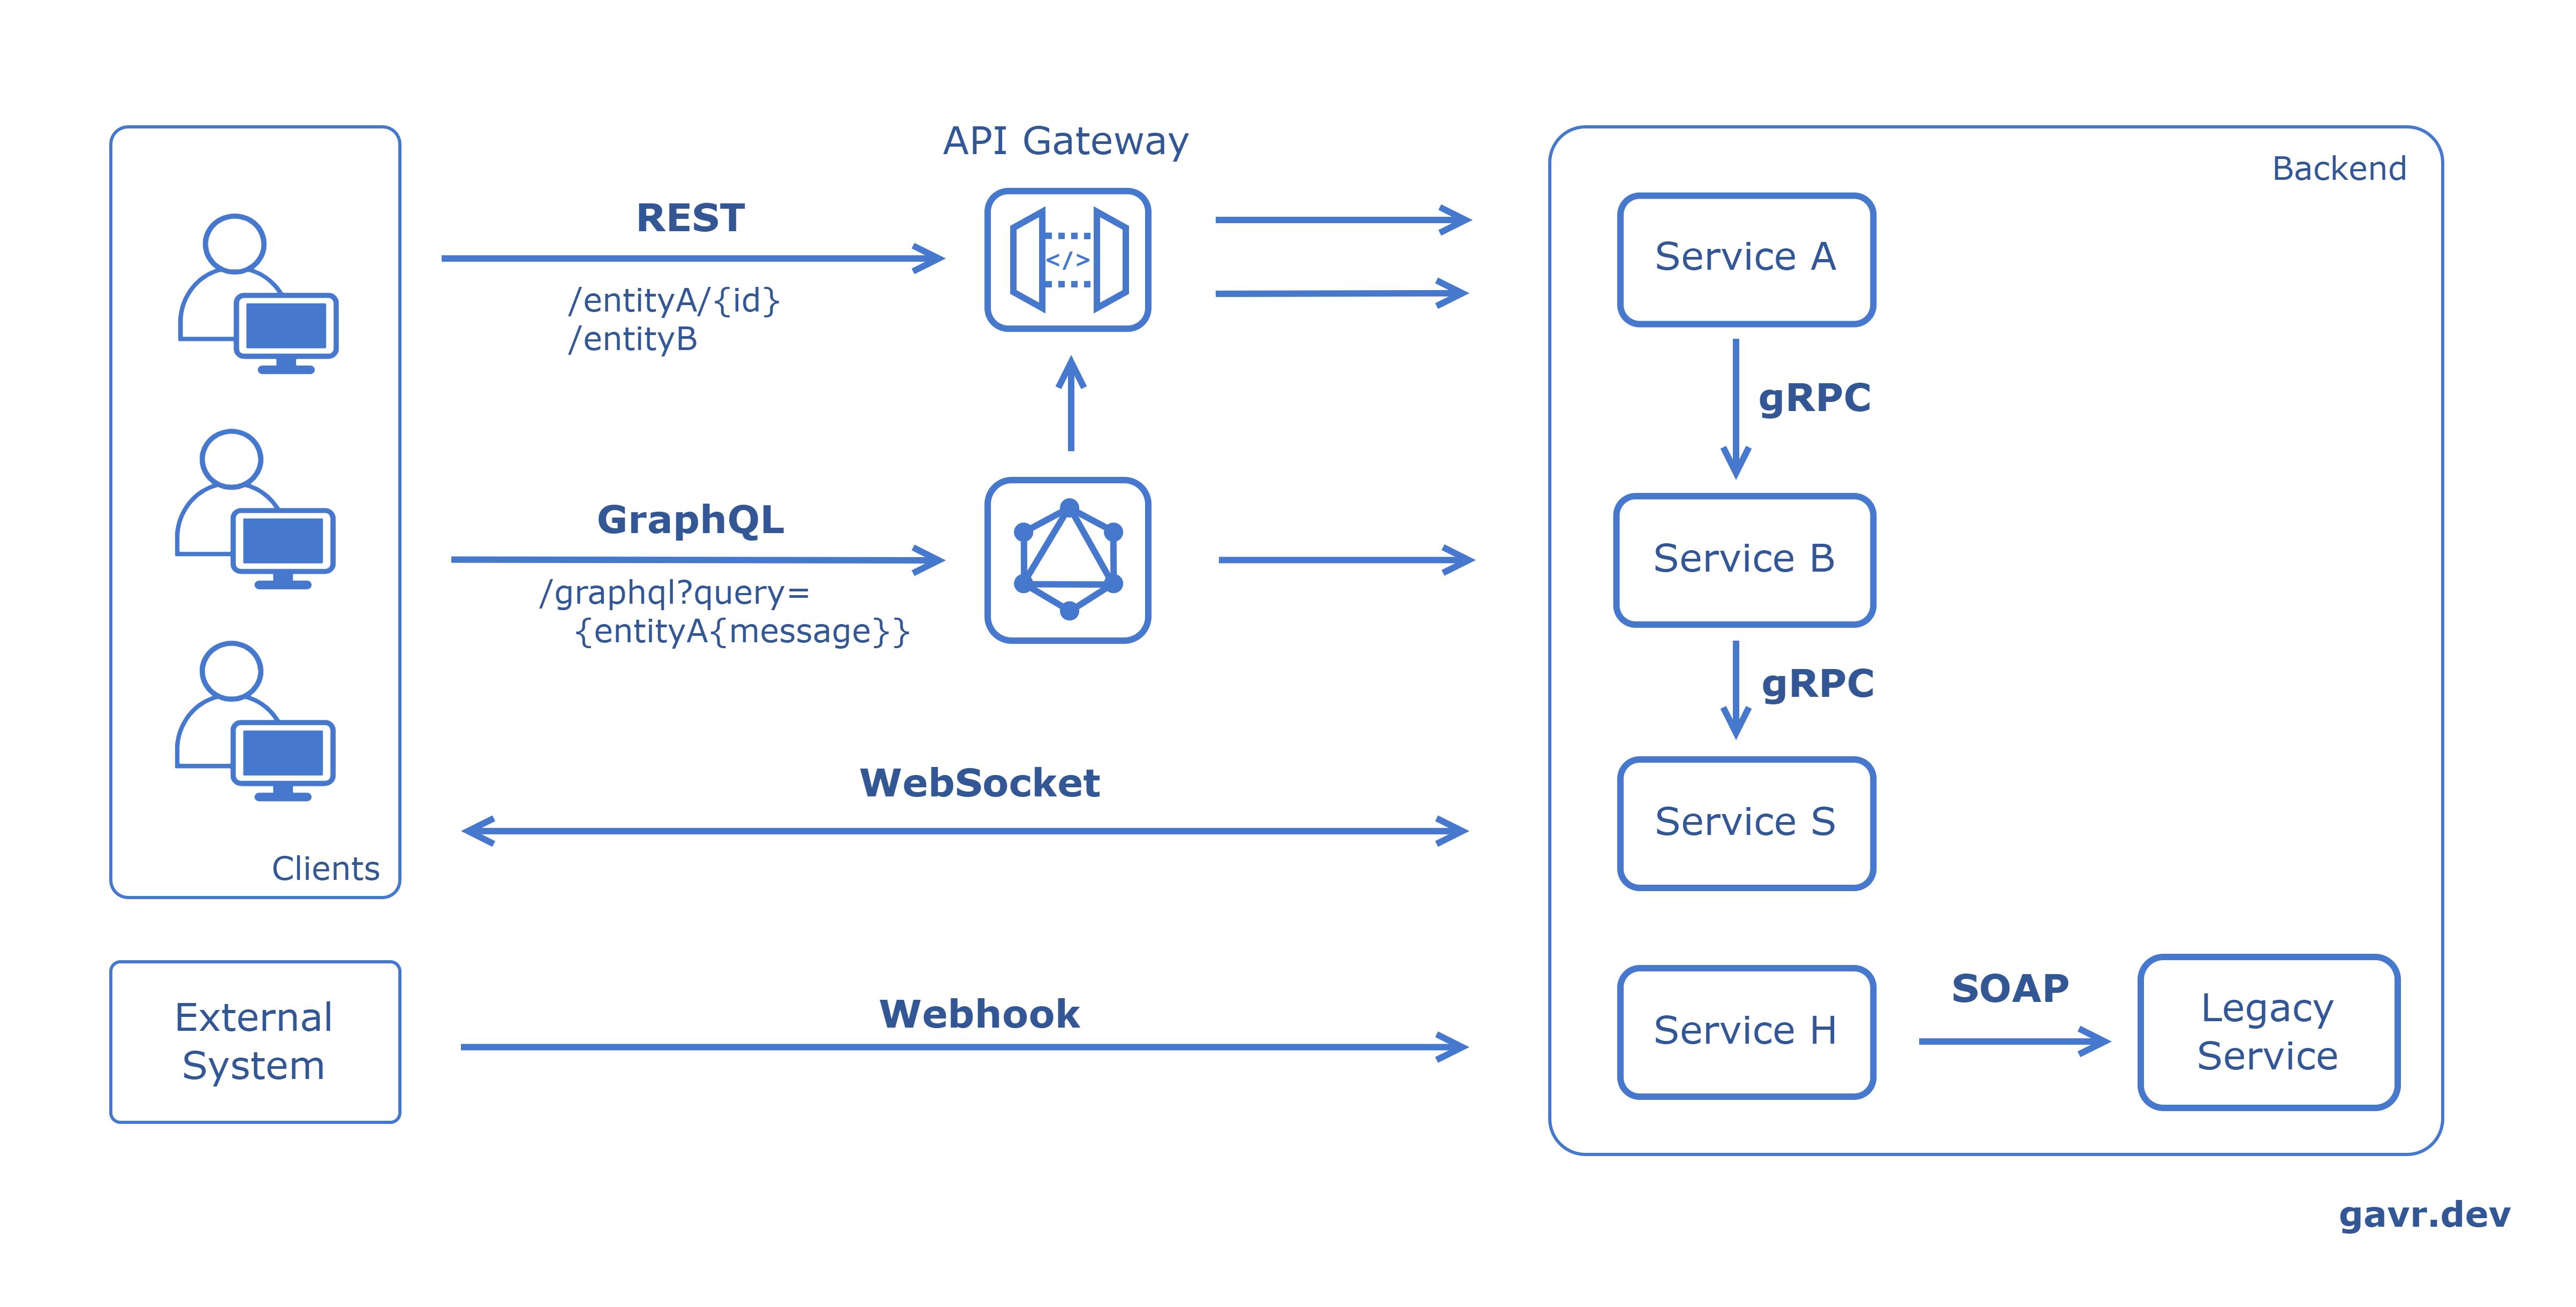 API Gateway
Backend
REST
/entityA/{id}
/entityB
</>
Service A
gRPC
GraphQL
/graphql?query=
{entityA{message}}
Service B
gRPC
WebSocket
Service S
Clients
External
System
Webhook
Service H
SOAP
Legacy
Service
gavr.dev